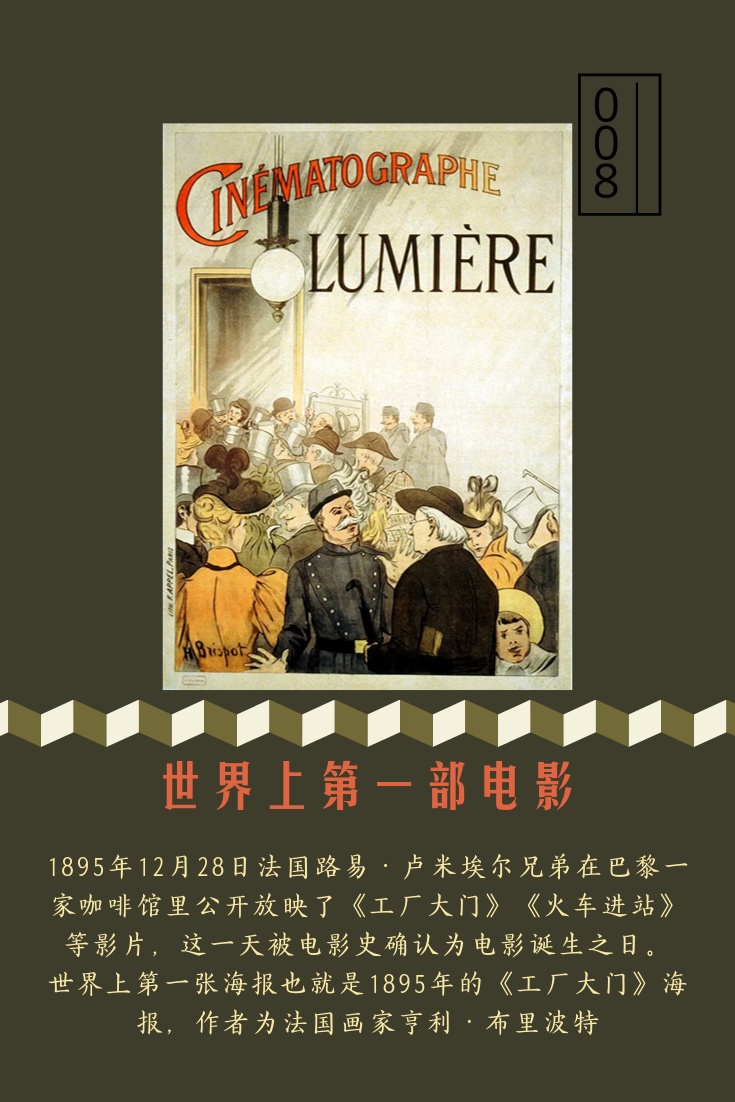 008
CINÉMATOGRAPHE
LUMIÈRE
LITH. F. APPEL. PARIS
H. Brispot
世界上第一部电影
1895年12月28日法国路易·卢米埃尔兄弟在巴黎一
家咖啡馆里公开放映了《工厂大门》《火车进站》
等影片，这一天被电影史确认为电影诞生之日。
世界上第一张海报也就是1895年的《工厂大门》海
报，作者为法国画家亨利·布里波特